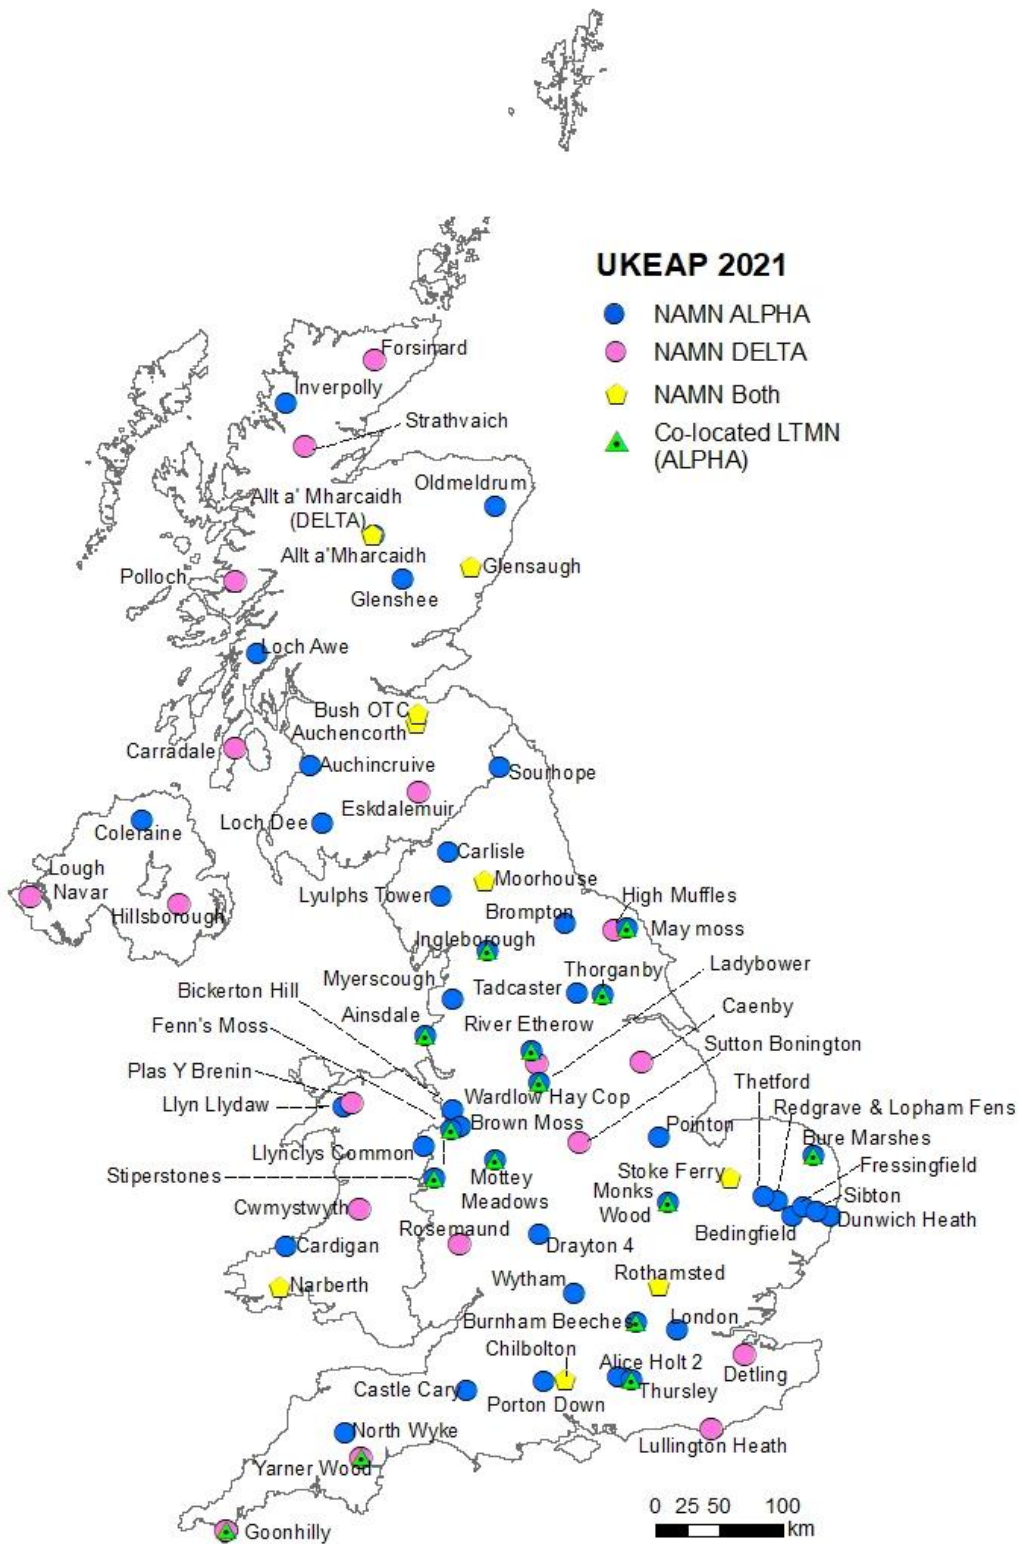 UKEAP 2021
NAMN ALPHA
NAMN DELTA
NAMN Both
Co-located LTMN
(ALPHA)
Forsinard
Inverpolly
Strathvaich
Oldmeldrum
Allt a' Mharcaidh
(DELTA)
Allt a'Mharcaidh
Glensaugh
Polloch
Glenshee
Loch Awe
Bush OTC
Auchencorth
Carradale
Auchincruive
Sourhope
Eskdalemuir
Loch Dee
Coleraine
Carlisle
Lough
Navar
Moorhouse
Lyulphs Tower
High Muffles
Hillsborough
Brompton
May moss
Ingleborough
Ladybower
Thorganby
Myerscough
Tadcaster
Bickerton Hill
Caenby
Ainsdale
River Etherow
Fenn's Moss
Sutton Bonington
Plas Y Brenin
Thetford
Llyn Llydaw
Wardlow Hay Cop
Redgrave & Lopham Fens
Brown Moss
Pointon
Bure Marshes
Llynclys Common
Fressingfield
Stiperstones
Mottey
Meadows
Stoke Ferry
Monks
Wood
Sibton
Cwmystwyth
Dunwich Heath
Rosemaund
Bedingfield
Cardigan
Drayton 4
Narberth
Wytham
Rothamsted
Burnham Beeches
London
Chilbolton
Alice Holt 2
Detling
Castle Cary
Thursley
Porton Down
North Wyke
Lullington Heath
Yarner Wood
Goonhilly
0 25 50 100
km